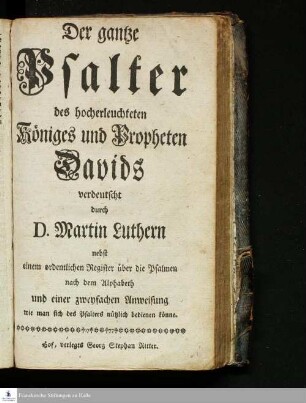 Der gantze
Psalter
des hocherleuchteten
Königes und Propheten
Davids
verdeutscht
durch
D. Martin Luthern
nebst
einem ordentlichen Register über die Psalmen
nach dem Alphabeth
und einer zweyfachen Anweisung
wie man sich des Psalters nützlich bedienen könne.
Hof, verlegts Georg Stephan Ritter.
Franckesche Stiftungen zu Halle